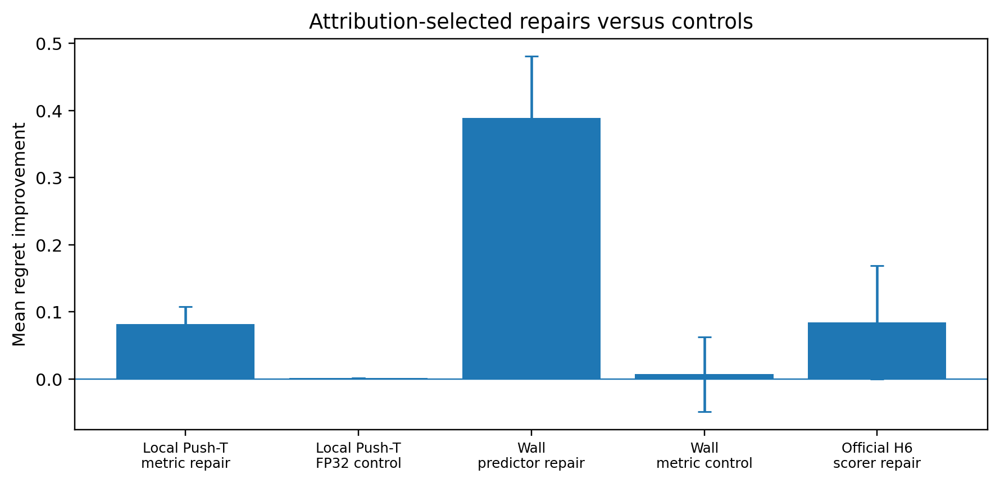 Attribution-selected repairs versus controls
Mean regret improvement
0.5
0.4
0.3
0.2
0.1
0.0
Local Push-T
metric repair
Local Push-T
FP32 control
Wall
predictor repair
Wall
metric control
Official H6
scorer repair